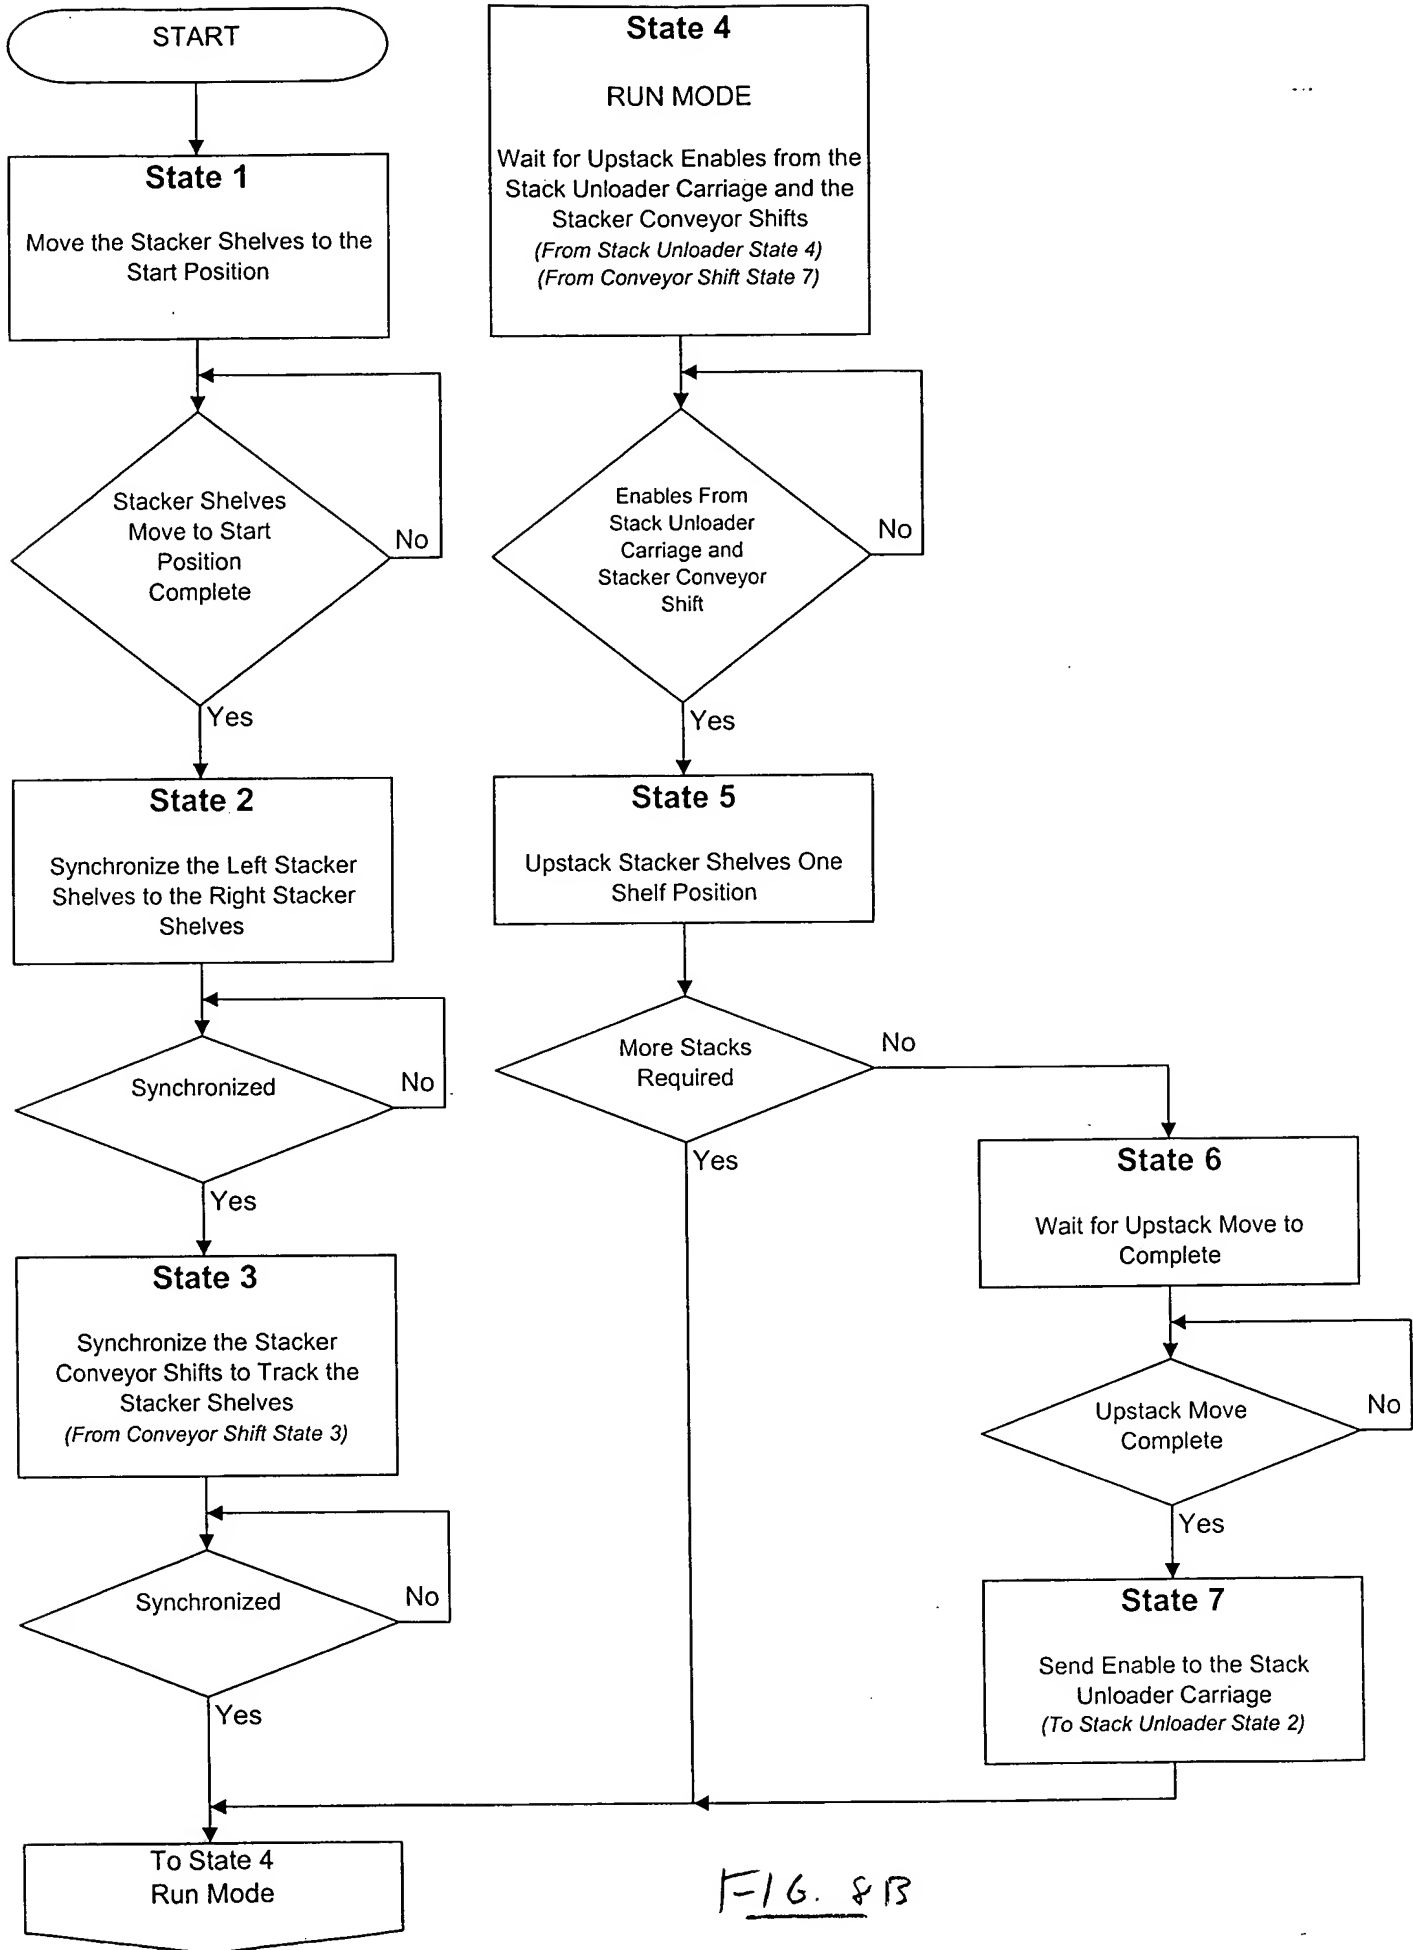 START
State 1
Move the Stacker Shelves to the
Start Position
Stacker Shelves
Move to Start
Position
Complete
No
Yes
State 2
Synchronize the Left Stacker
Shelves to the Right Stacker
Shelves
Synchronized
No
Yes
State 3
Synchronize the Stacker
Conveyor Shifts to Track the
Stacker Shelves
(From Conveyor Shift State 3)
Synchronized
No
Yes
To State 4
Run Mode
State 4
RUN MODE
Wait for Upstack Enables from the
Stack Unloader Carriage and the
Stacker Conveyor Shifts
(From Stack Unloader State 4)
(From Conveyor Shift State 7)
Enables From
Stack Unloader
Carriage and
Stacker Conveyor
Shift
No
Yes
State 5
Upstack Stacker Shelves One
Shelf Position
More Stacks
Required
No
Yes
State 6
Wait for Upstack Move to
Complete
Upstack Move
Complete
No
Yes
State 7
Send Enable to the Stack
Unloader Carriage
(To Stack Unloader State 2)
FIG. 8B